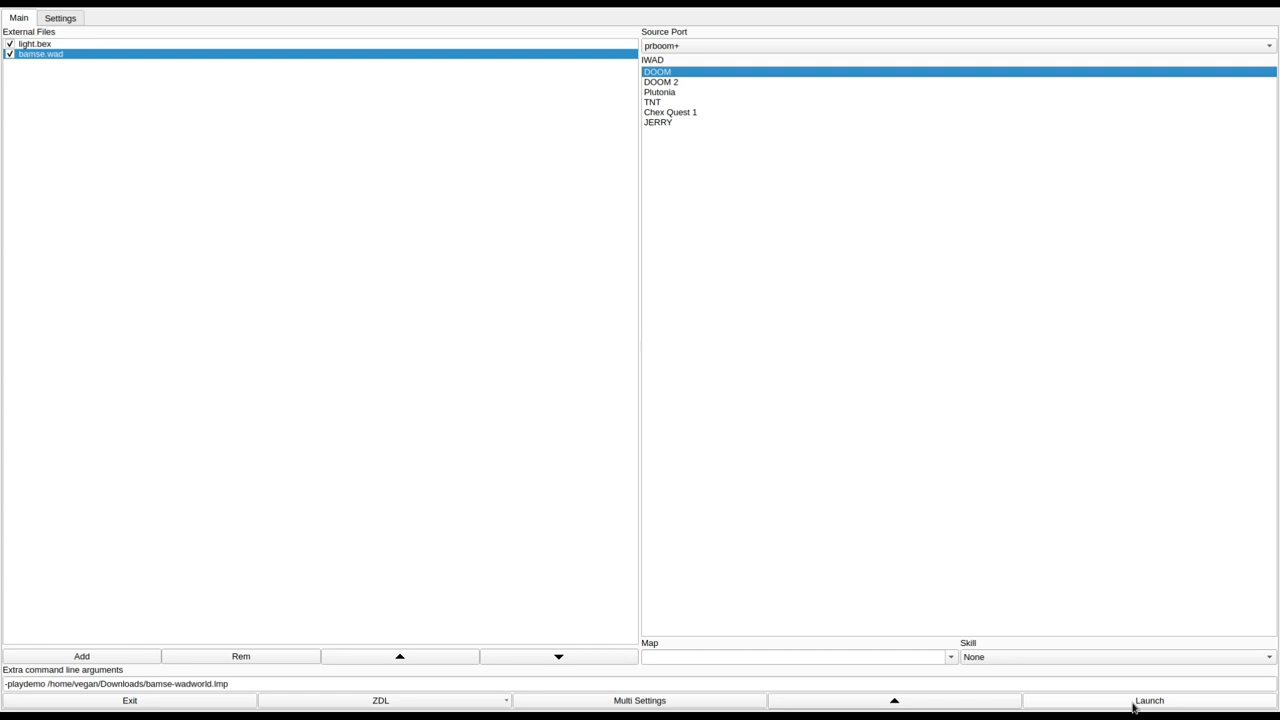 Main
Settings
External Files
light.bex
bamse.wad
Add
Rem
Source Port
prboom+
IWAD
DOOM
DOOM 2
Plutonia
TNT
Chex Quest 1
JERRY
Map
Skill
None
Extra command line arguments
-playdemo /home/vegan/Downloads/bamse-wadworld.lmp
Exit
ZDL
Multi Settings
Launch